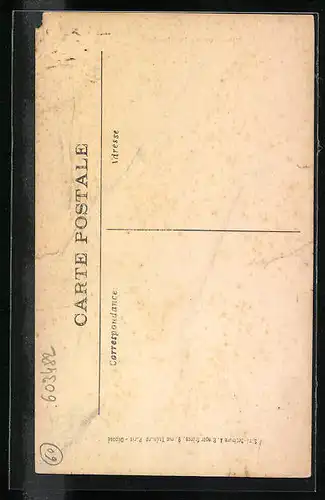 CARTE POSTALE
Correspondance
Adresse
603482
60